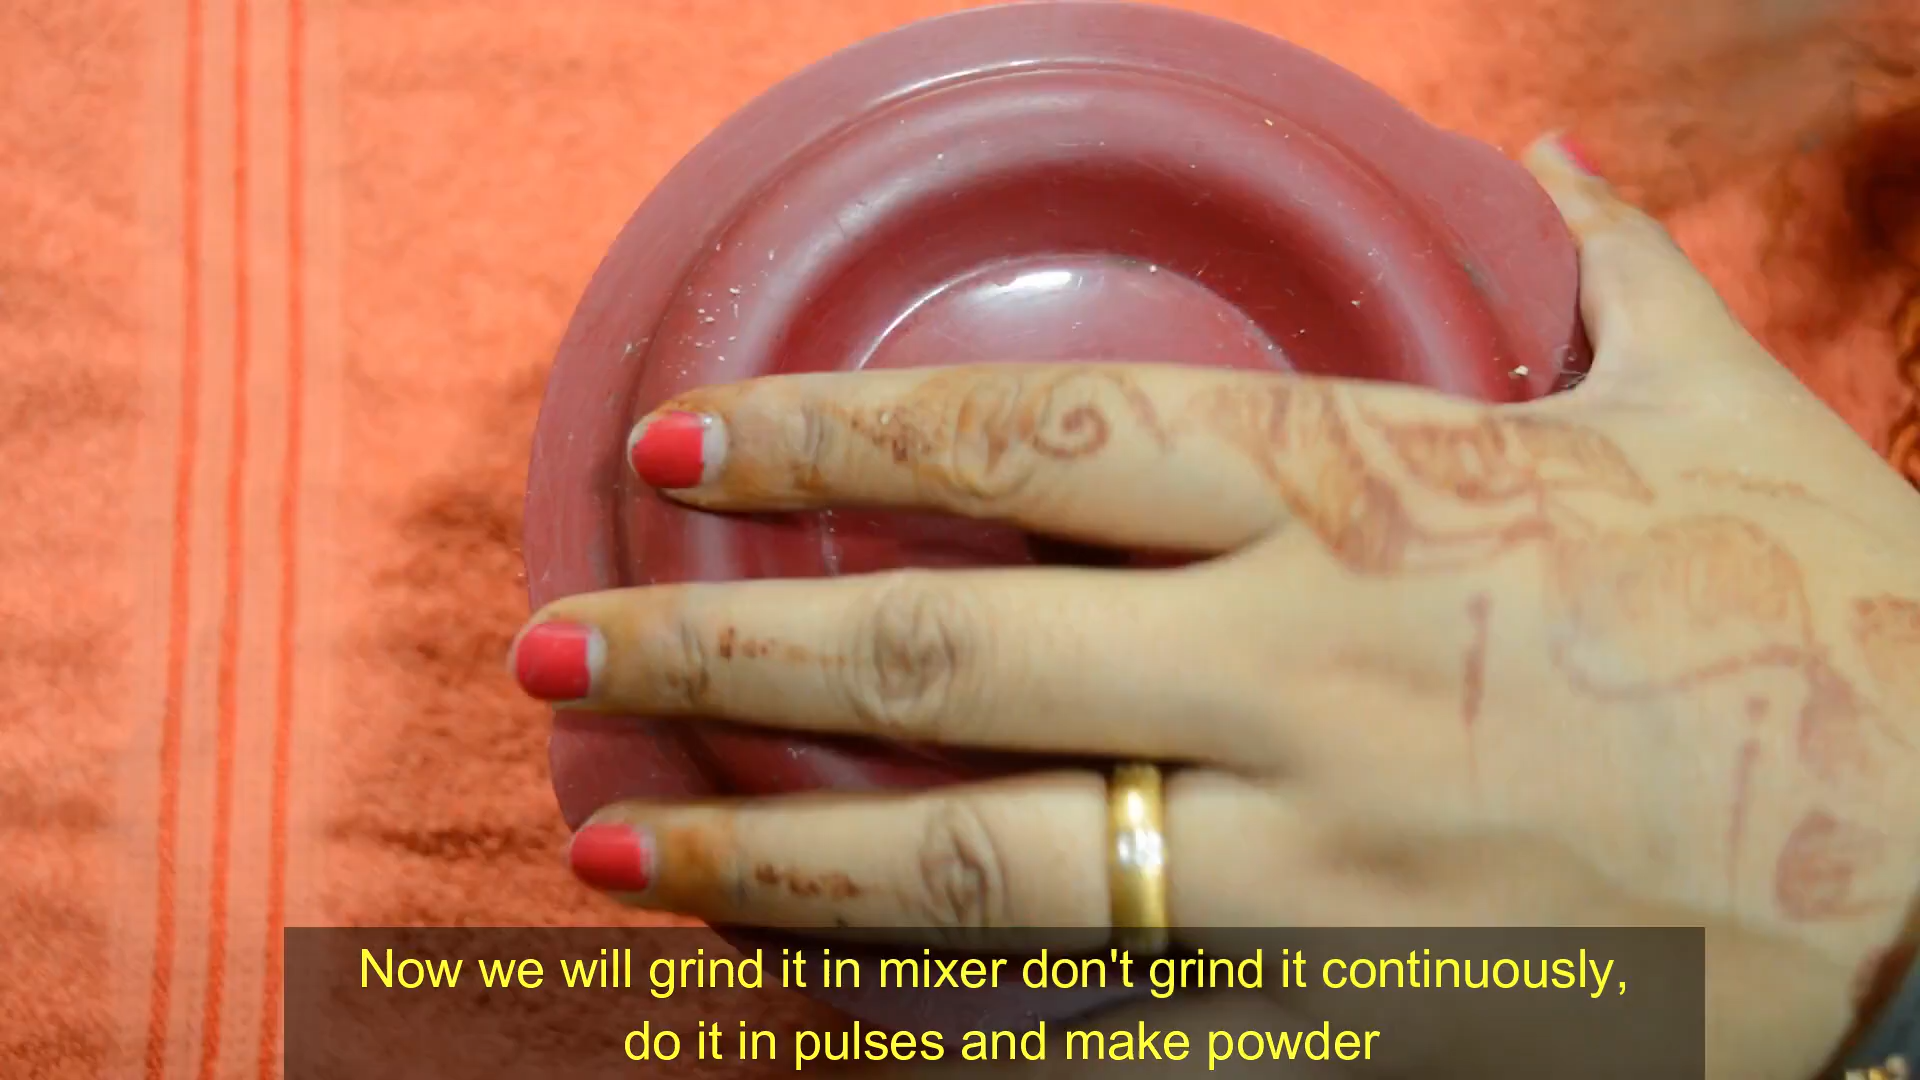 Now we will grind it in mixer don't grind it continuously,
do it in pulses and make powder